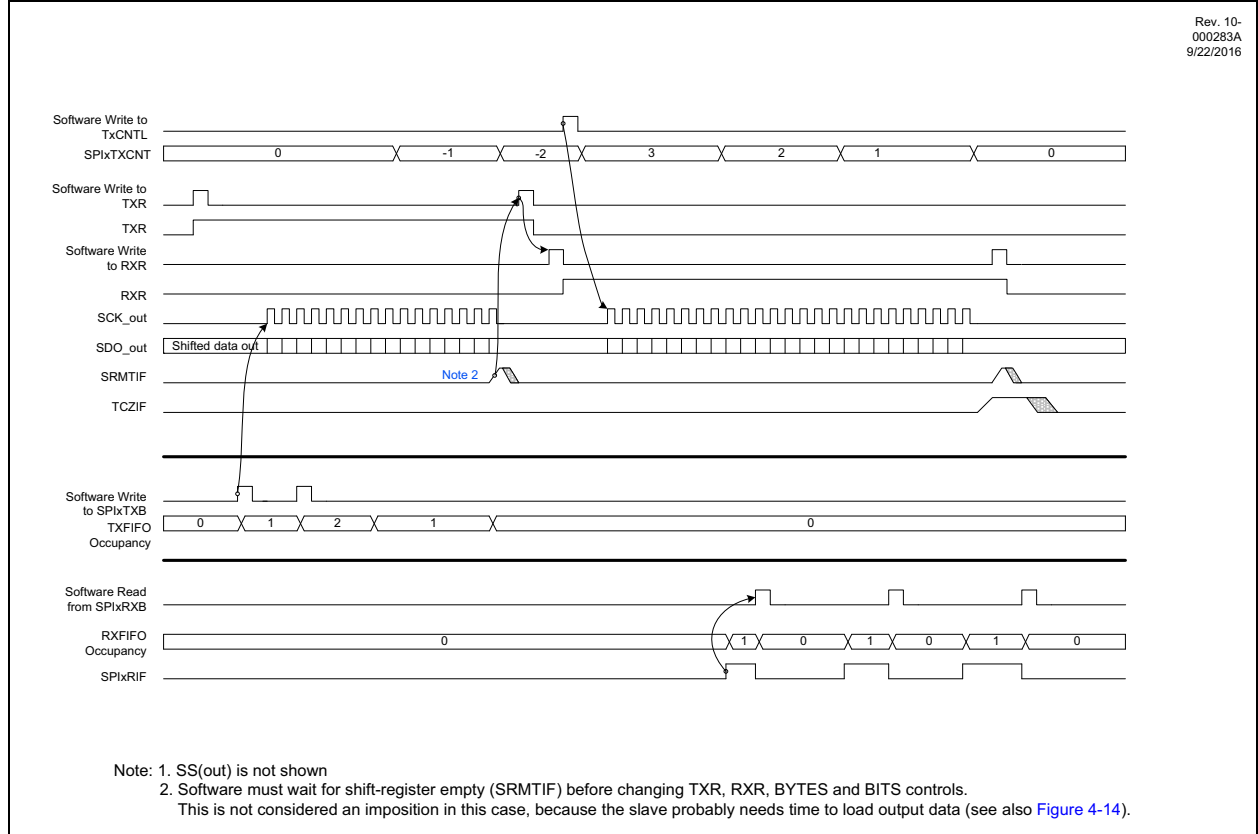 Rev. 10-
000283A
9/22/2016
Software Write to
TxCNTL
SPIxTXCNT
0
-1
-2
3
2
1
0
Software Write to
TXR
TXR
Software Write
to RXR
RXR
SCK_out
SDO_out
Shifted data out
SRMTIF
Note 2
TCZIF
Software Write
to SPIxTXB
TXFIFO
Occupancy
0
1
2
1
0
Software Read
from SPIxRXB
RXFIFO
Occupancy
0
1
0
1
0
1
0
SPIxRIF
Note: 1. SS(out) is not shown
2. Software must wait for shift-register empty (SRMTIF) before changing TXR, RXR, BYTES and BITS controls.
This is not considered an imposition in this case, because the slave probably needs time to load output data (see also Figure 4-14).